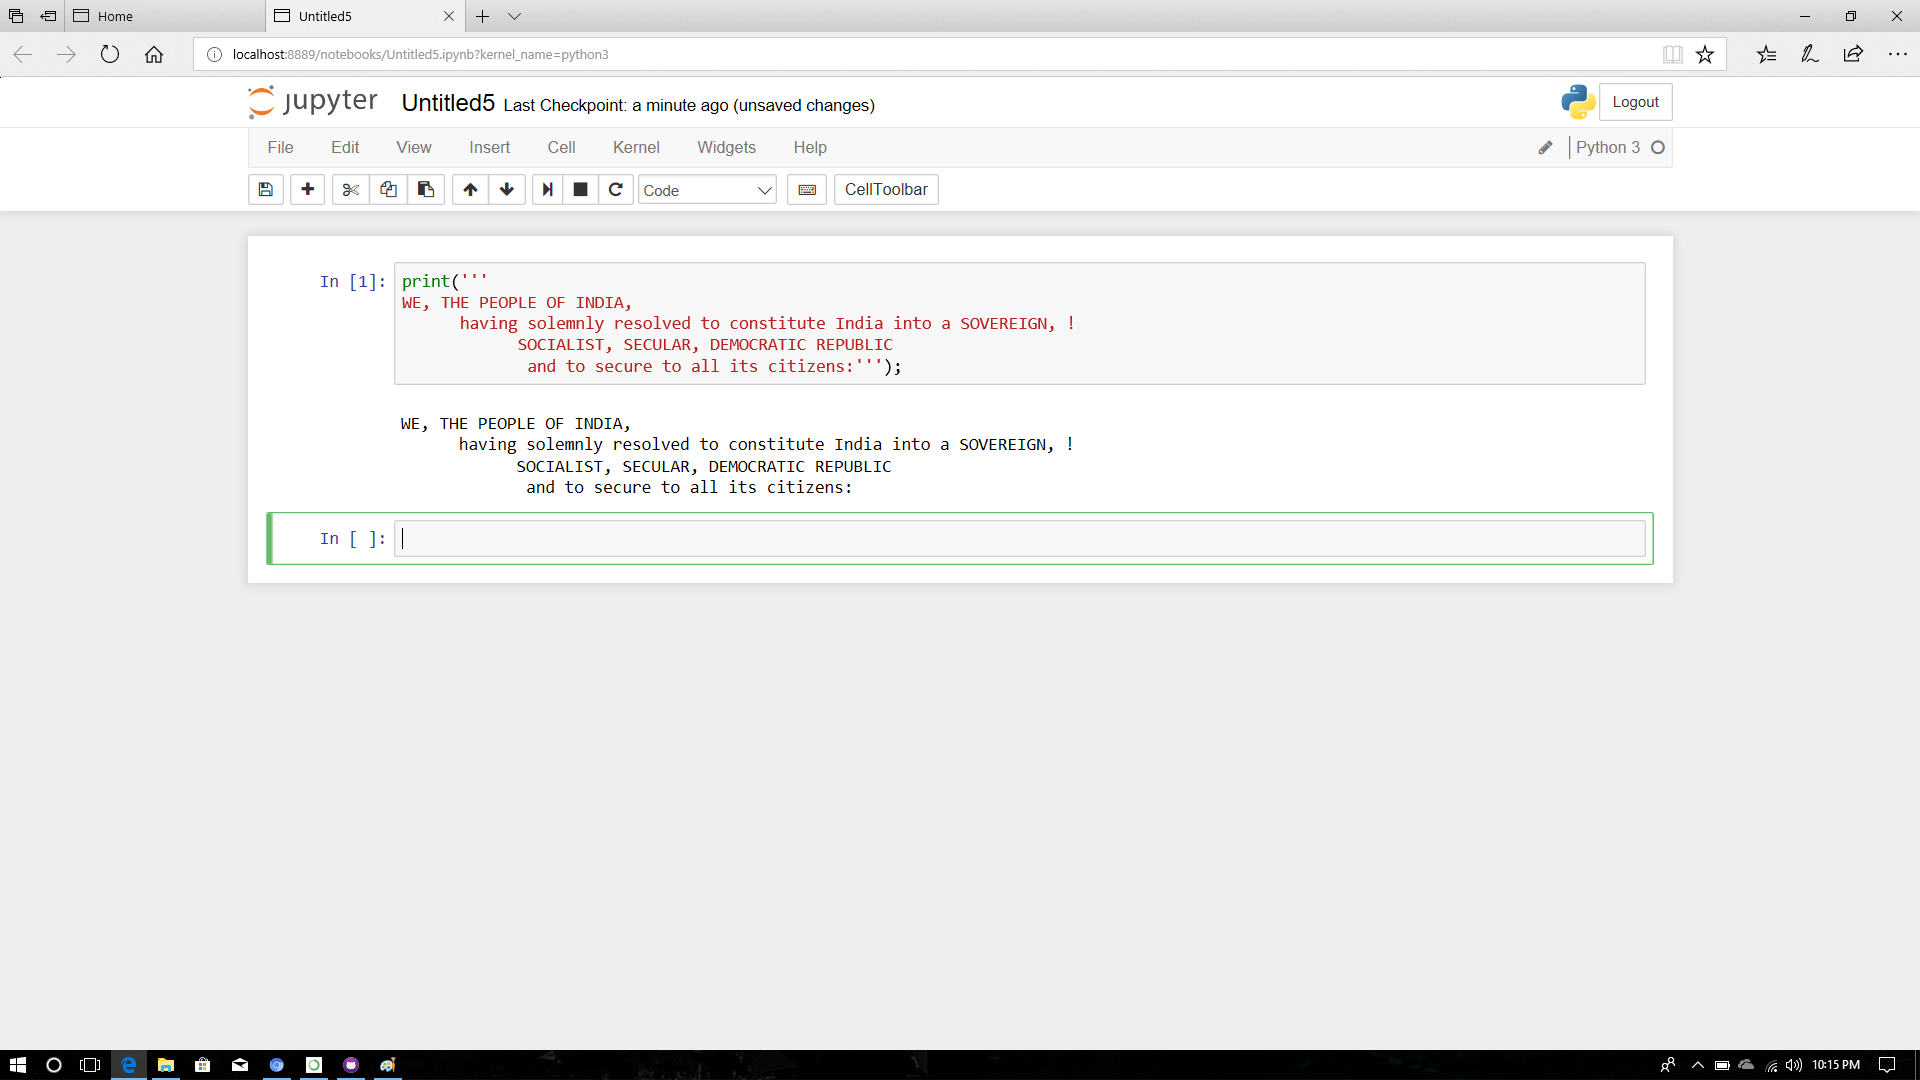 Home
Untitled5
localhost:8889/notebooks/Untitled5.ipynb?kernel_name=python3
jupyter Untitled5 Last Checkpoint: a minute ago (unsaved changes)
Logout
File Edit View Insert Cell Kernel Widgets Help
Python 3
Code
CellToolbar
In [1]: print('''
WE, THE PEOPLE OF INDIA,
having solemnly resolved to constitute India into a SOVEREIGN, !
SOCIALIST, SECULAR, DEMOCRATIC REPUBLIC
and to secure to all its citizens:''');
WE, THE PEOPLE OF INDIA,
having solemnly resolved to constitute India into a SOVEREIGN, !
SOCIALIST, SECULAR, DEMOCRATIC REPUBLIC
and to secure to all its citizens:
In [ ]:
10:15 PM